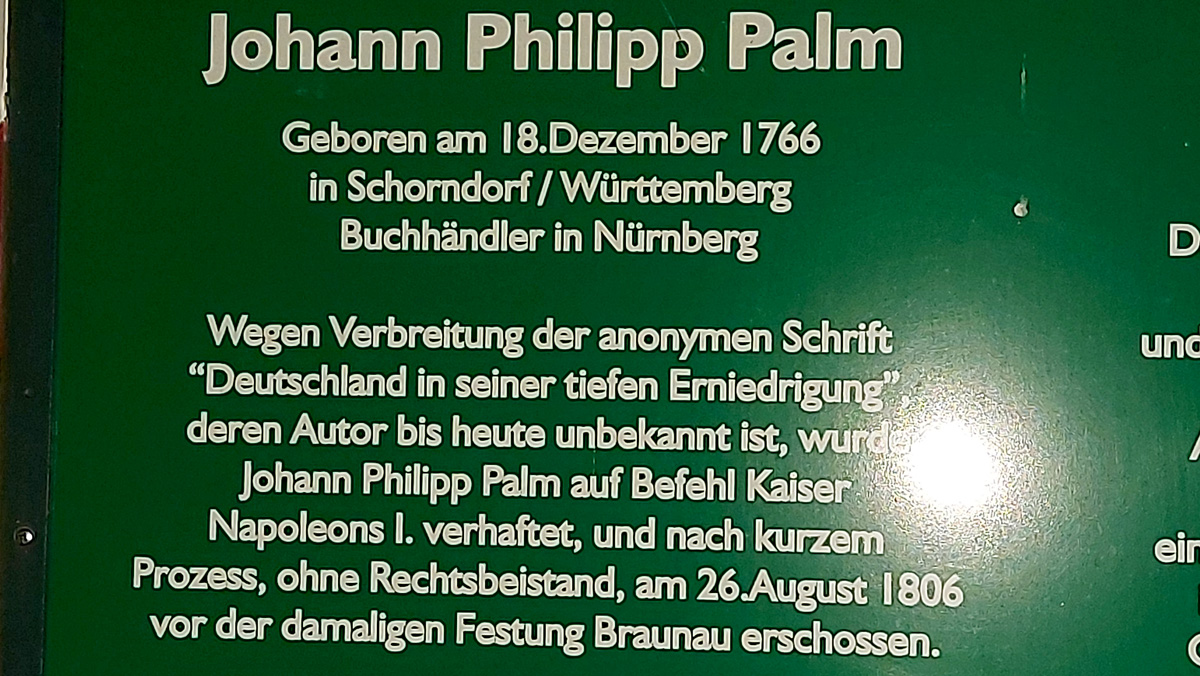 Johann Philipp Palm
Geboren am 18.Dezember 1766
in Schorndorf / Württemberg
Buchhändler in Nürnberg
Wegen Verbreitung der anonymen Schrift
“Deutschland in seiner tiefen Erniedrigung”,
deren Autor bis heute unbekannt ist, wurde
Johann Philipp Palm auf Befehl Kaiser
Napoleons I. verhaftet, und nach kurzem
Prozess, ohne Rechtsbeistand, am 26.August 1806
vor der damaligen Festung Braunau erschossen.